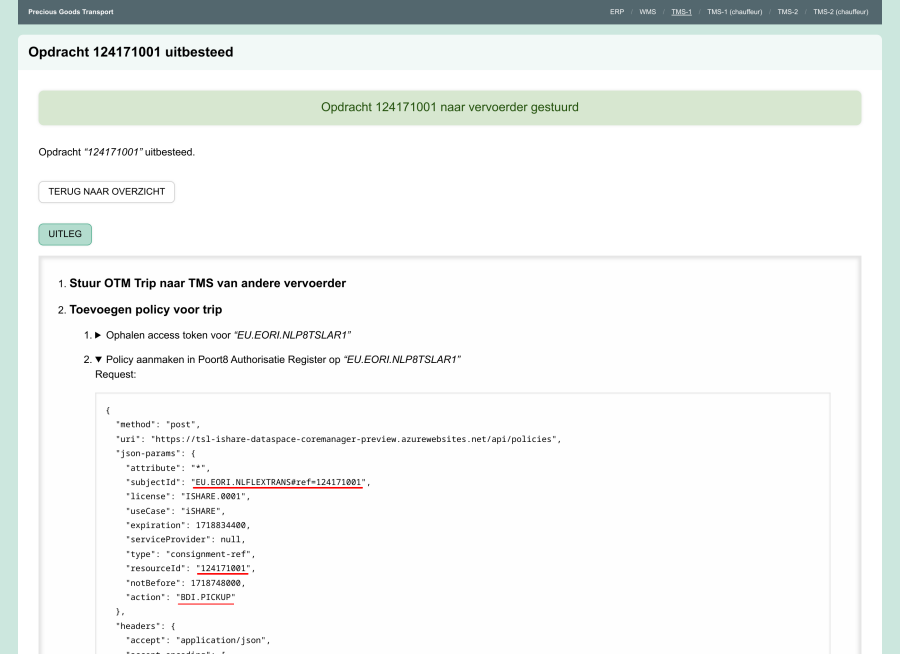 Precious Goods Transport
ERP / WMS / TMS-1 / TMS-1 (chauffeur) / TMS-2 / TMS-2 (chauffeur)
Opdracht 124171001 uitbesteed
Opdracht 124171001 naar vervoerder gestuurd
Opdracht “124171001” uitbesteed.
TERUG NAAR OVERZICHT
UITLEG
1. Stuur OTM Trip naar TMS van andere vervoerder
2. Toevoegen policy voor trip
1. ▶ Ophalen access token voor “EU.EORI.NLP8TSLAR1”
2. ▼ Policy aanmaken in Poort8 Authorisatie Register op “EU.EORI.NLP8TSLAR1”
Request:
{
"method": "post",
"uri": "https://tsl-ishare-dataspace-coremanager-preview.azurewebsites.net/api/policies",
"json-params": {
"attribute": "*",
"subjectId": "EU.EORI.NLFLEXTRANS#ref=124171001",
"license": "ISHARE.0001",
"useCase": "iSHARE",
"expiration": 1718834400,
"serviceProvider": null,
"type": "consignment-ref",
"resourceId": "124171001",
"notBefore": 1718748000,
"action": "BDI.PICKUP"
},
"headers": {
"accept": "application/json",